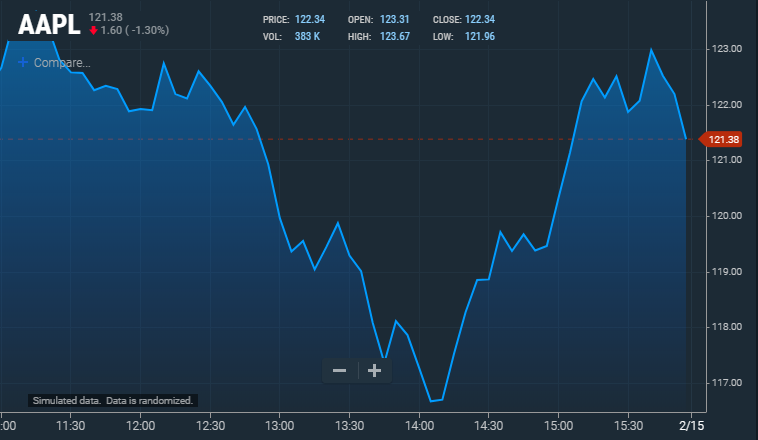 AAPL 121.38
1.60 ( -1.30%)
PRICE: 122.34 OPEN: 123.31 CLOSE: 122.34
VOL: 383 K HIGH: 123.67 LOW: 121.96
+ Compare...
123.00
122.00
121.38
121.00
120.00
119.00
118.00
117.00
Simulated data. Data is randomized.
:00 11:30 12:00 12:30 13:00 13:30 14:00 14:30 15:00 15:30 2/15